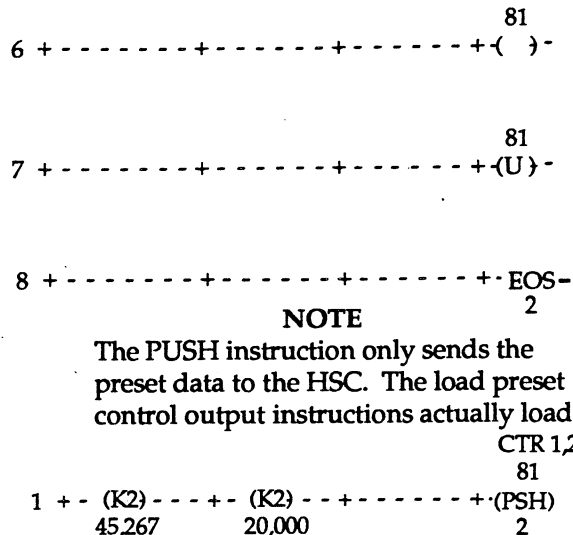 81
6 + - - - - - - - + - - - - - - + - - - - - - +-( )-
81
7 + - - - - - - - + - - - - - - + - - - - - - +-(U)-
8 + - - - - - - - + - - - - - - + - - - - - - +- EOS-
2
NOTE
The PUSH instruction only sends the
preset data to the HSC. The load preset
control output instructions actually load
CTR 1,2
81
1 + - (K2) - - - + - (K2) - - + - - - - - - +-(PSH)
45,267 20,000 2